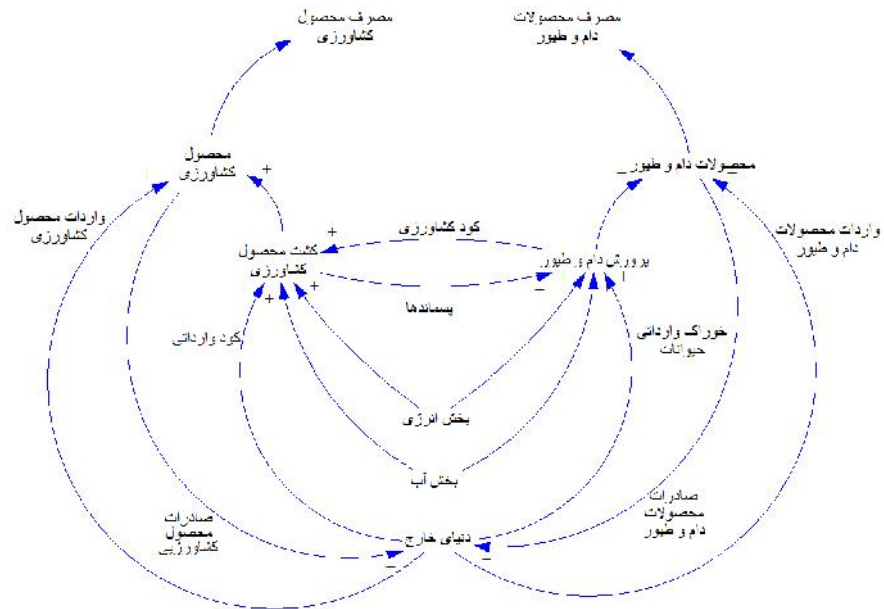 مصرف محصول
کشاورزی
مصرف محصولات
دام و طیور
محصول
کشاورزی
+
محصولات دام و طیور
–
–
واردات محصول
کشاورزی
واردات محصولات
دام و طیور
کود کشاورزی
+
کشت محصول
کشاورزی
پرورش دام و طیور
+
+
+
–
پسماندها
کود وارداتی
خوراک وارداتی
حیوانات
بخش انرژی
بخش آب
صادرات
محصول
کشاورزیی
صادرات
محصولات
دام و طیور
دنیای خارج
–
–